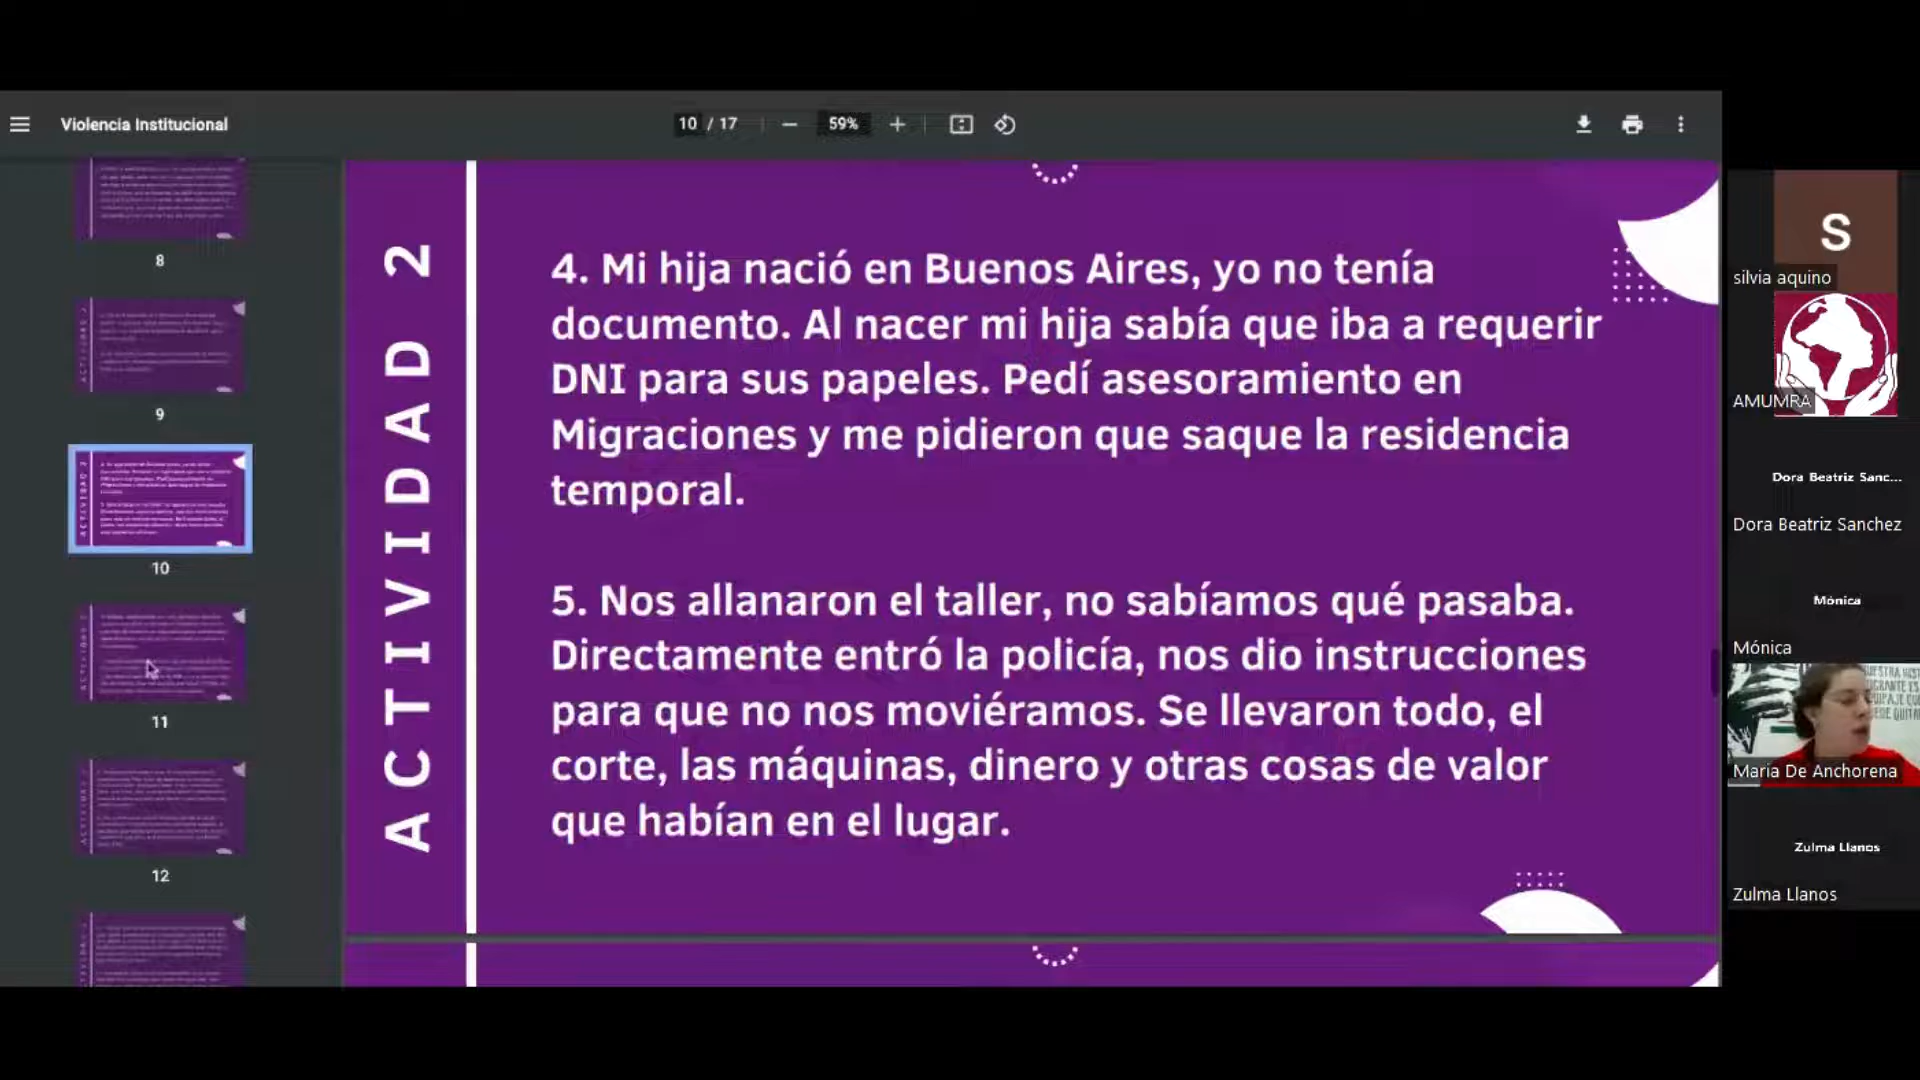 Violencia Institucional
10 / 17
59%
8
9
10
11
12
ACTIVIDAD 2
4. Mi hija nació en Buenos Aires, yo no tenía
documento. Al nacer mi hija sabía que iba a requerir
DNI para sus papeles. Pedí asesoramiento en
Migraciones y me pidieron que saque la residencia
temporal.
5. Nos allanaron el taller, no sabíamos qué pasaba.
Directamente entró la policía, nos dio instrucciones
para que no nos moviéramos. Se llevaron todo, el
corte, las máquinas, dinero y otras cosas de valor
que habían en el lugar.
S
silvia aquino
AMUMRA
Dora Beatriz Sanc...
Dora Beatriz Sanchez
Mónica
Mónica
Maria De Anchorena
Zulma Llanos
Zulma Llanos